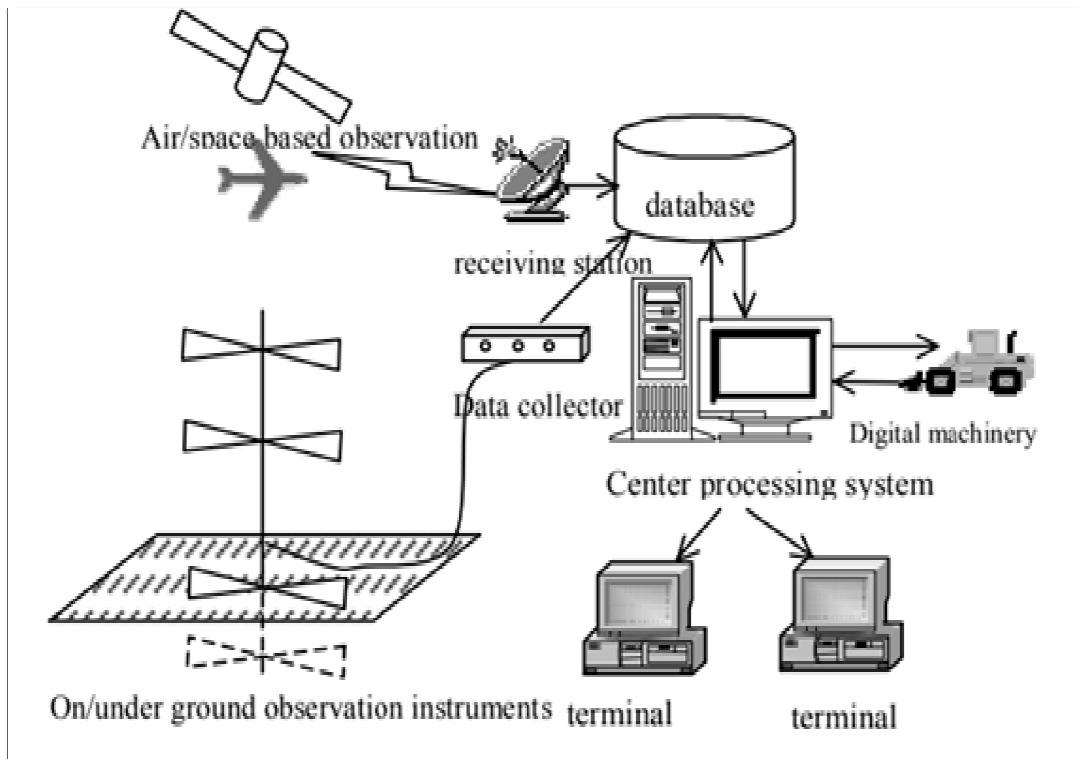 Air/space based observation
database
receiving station
Data collector
Digital machinery
Center processing system
On/under ground observation instruments
terminal
terminal